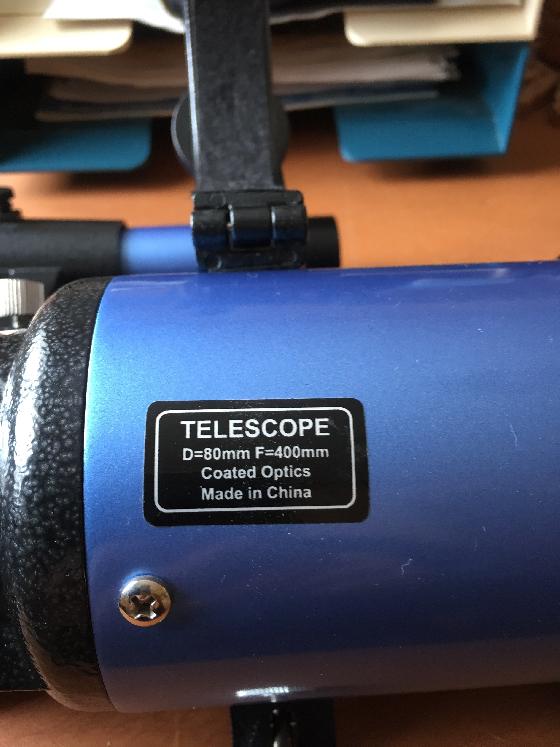 TELESCOPE
D=80mm F=400mm
Coated Optics
Made in China